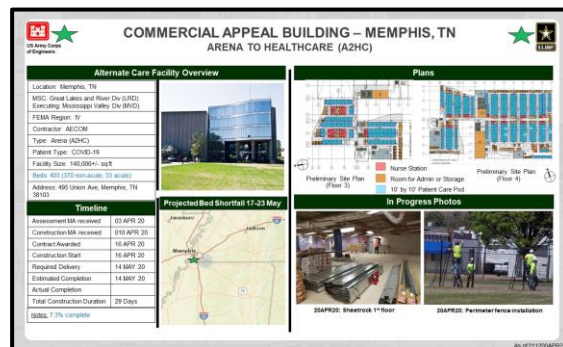 COMMERCIAL APPEAL BUILDING – MEMPHIS, TN
ARENA TO HEALTHCARE (A2HC)
US Army Corps
of Engineers.
U.S. ARMY
Alternate Care Facility Overview
Location: Memphis, TN
MSC: Great Lakes and River Div (LRD)
Executing: Mississippi Valley Div (MVD)
FEMA Region: IV
Contractor: AECOM
Type: Arena (A2HC)
Patient Type: COVID-19
Facility Size: 140,000+/- sq ft
Beds: 403 (370 non-acute, 33 acute)
Address: 495 Union Ave, Memphis, TN
38103
Timeline
Assessment MA received 03 APR 20
Construction MA received 010 APR 20
Contract Awarded 16 APR 20
Construction Start 16 APR 20
Required Delivery 14 MAY 20
Estimated Completion 14 MAY 20
Actual Completion
Total Construction Duration 29 Days
Notes: 7.3% complete
Projected Bed Shortfall 17-23 May
Jonesboro
Jackson
Memphis
Plans
Preliminary Site Plan
(Floor 3)
Nurse Station
Room for Admin or Storage
10' by 10' Patient Care Pod
Preliminary Site Plan
(Floor 4)
In Progress Photos
20APR20: Sheetrock 1st floor
20APR20: Perimeter fence installation